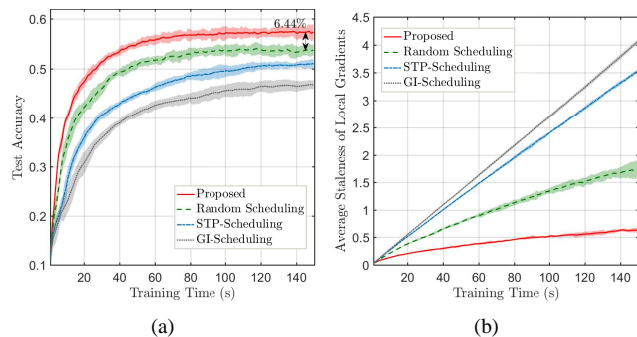 0.6
0.5
0.4
0.3
0.2
0.1
6.44%
Test Accuracy
Proposed
Random Scheduling
STP-Scheduling
GI-Scheduling
20 40 60 80 100 120 140
Training Time (s)
(a)
4.5
4
3.5
3
2.5
2
1.5
1
0.5
0
Average Staleness of Local Gradients
Proposed
Random Scheduling
STP-Scheduling
GI-Scheduling
20 40 60 80 100 120 140
Training Time (s)
(b)